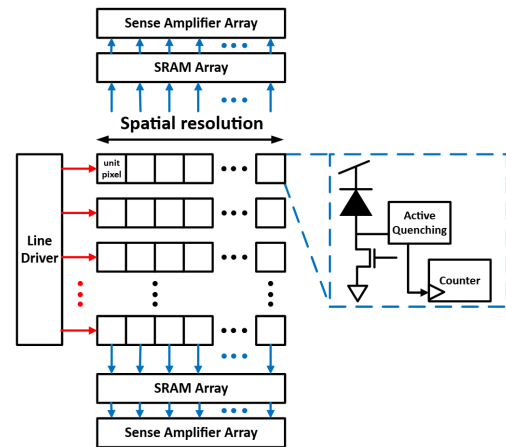 Sense Amplifier Array
SRAM Array
Spatial resolution
unit
pixel
Line
Driver
Active
Quenching
Counter
SRAM Array
Sense Amplifier Array